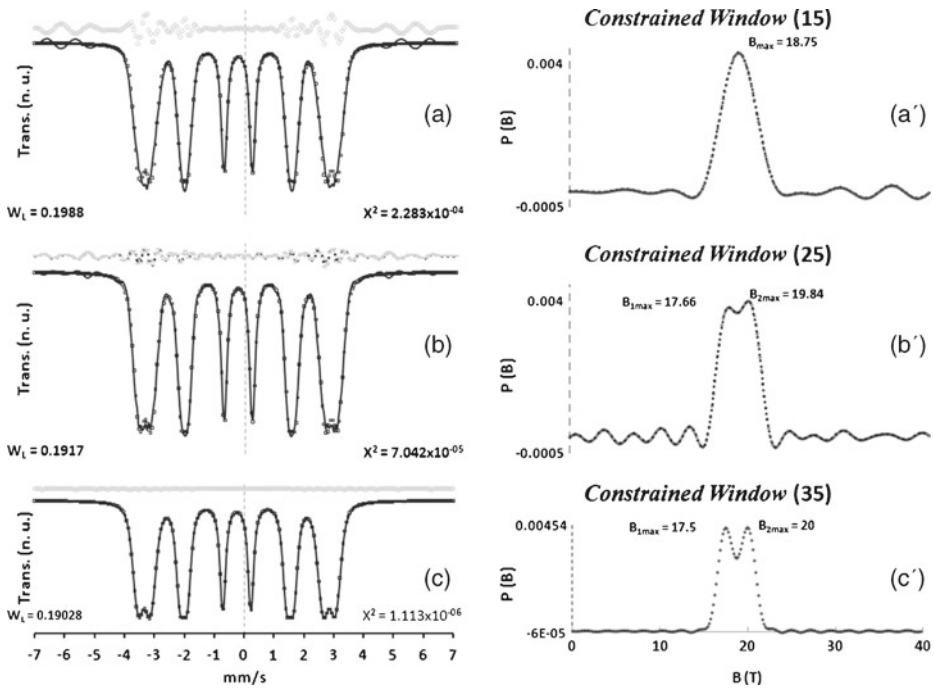 Trans. (n. u.)
(a)
W_L = 0.1988
X² = 2.283x10⁻⁰⁴
Constrained Window (15)
B_max = 18.75
0.004
P (B)
-0.0005
(a´)
Trans. (n. u.)
(b)
W_L = 0.1917
X² = 7.042x10⁻⁰⁵
Constrained Window (25)
B_1max = 17.66
B_2max = 19.84
0.004
P (B)
-0.0005
(b´)
Trans. (n. u.)
(c)
W_L = 0.19028
X² = 1.113x10⁻⁰⁶
-7 -6 -5 -4 -3 -2 -1 0 1 2 3 4 5 6 7
mm/s
Constrained Window (35)
B_1max = 17.5
B_2max = 20
0.00454
P (B)
-6E-05
(c´)
0 10 20 30 40
B (T)